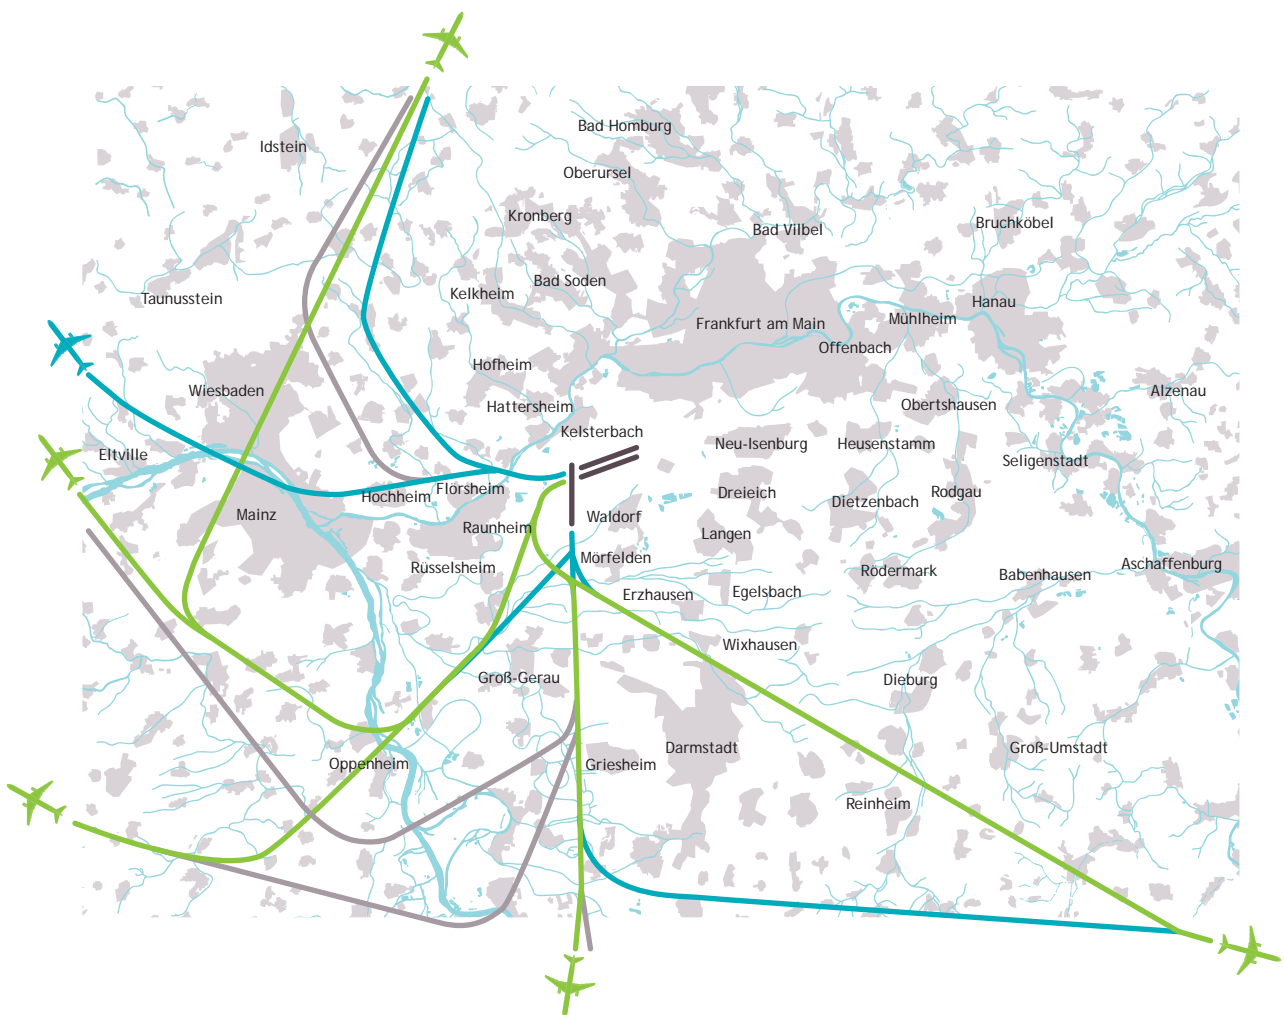 Bad Homburg
Idstein
Oberursel
Kronberg
Bruchköbel
Bad Vilbel
Bad Soden
Kelkheim
Taunusstein
Hanau
Mühlheim
Frankfurt am Main
Offenbach
Hofheim
Wiesbaden
Alzenau
Hattersheim
Obertshausen
Kelsterbach
Neu-Isenburg
Heusenstamm
Eltville
Seligenstadt
Florsheim
Hochheim
Dreieich
Rodgau
Dietzenbach
Mainz
Waldorf
Raunheim
Langen
Mörfelden
Aschaffenburg
Rüsselsheim
Rödermark
Babenhausen
Erzhausen
Egelsbach
Wixhausen
Groß-Gerau
Dieburg
Darmstadt
Groß-Umstadt
Oppenheim
Griesheim
Reinheim